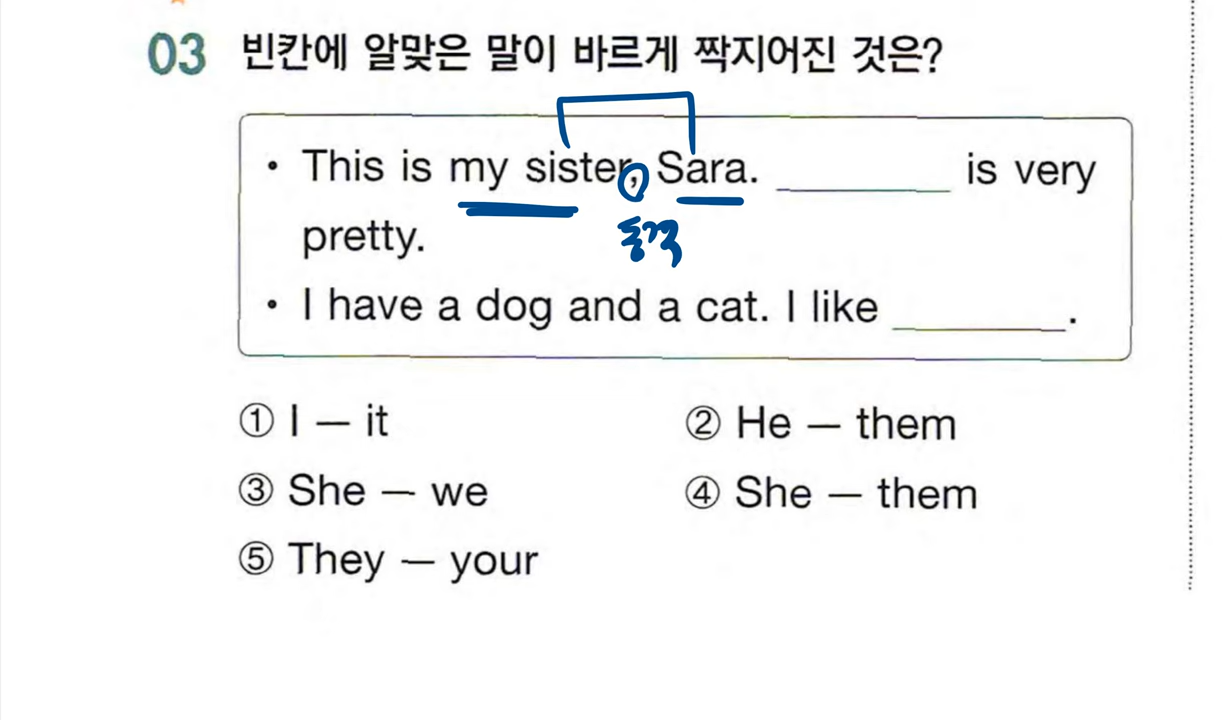 03 빈칸에 알맞은 말이 바르게 짝지어진 것은?
• This is my sister, Sara. ________ is very
동격
pretty.
• I have a dog and a cat. I like ________.
① I — it
② He — them
③ She — we
④ She — them
⑤ They — your